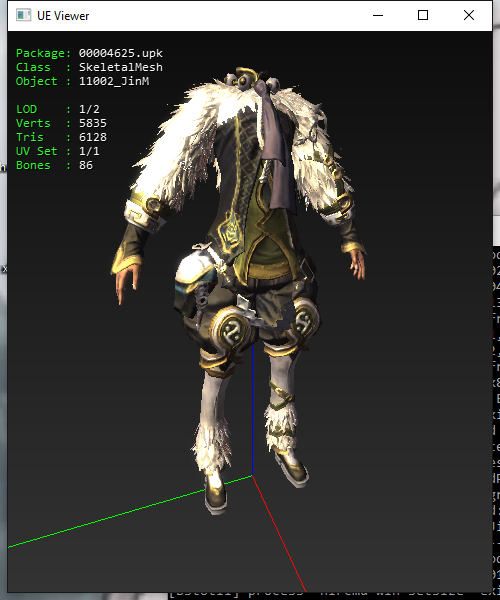 UE Viewer
Package: 00004625.upk
Class : SkeletalMesh
Object : 11002_JinM
LOD : 1/2
Verts : 5835
Tris : 6128
UV Set : 1/1
Bones : 86